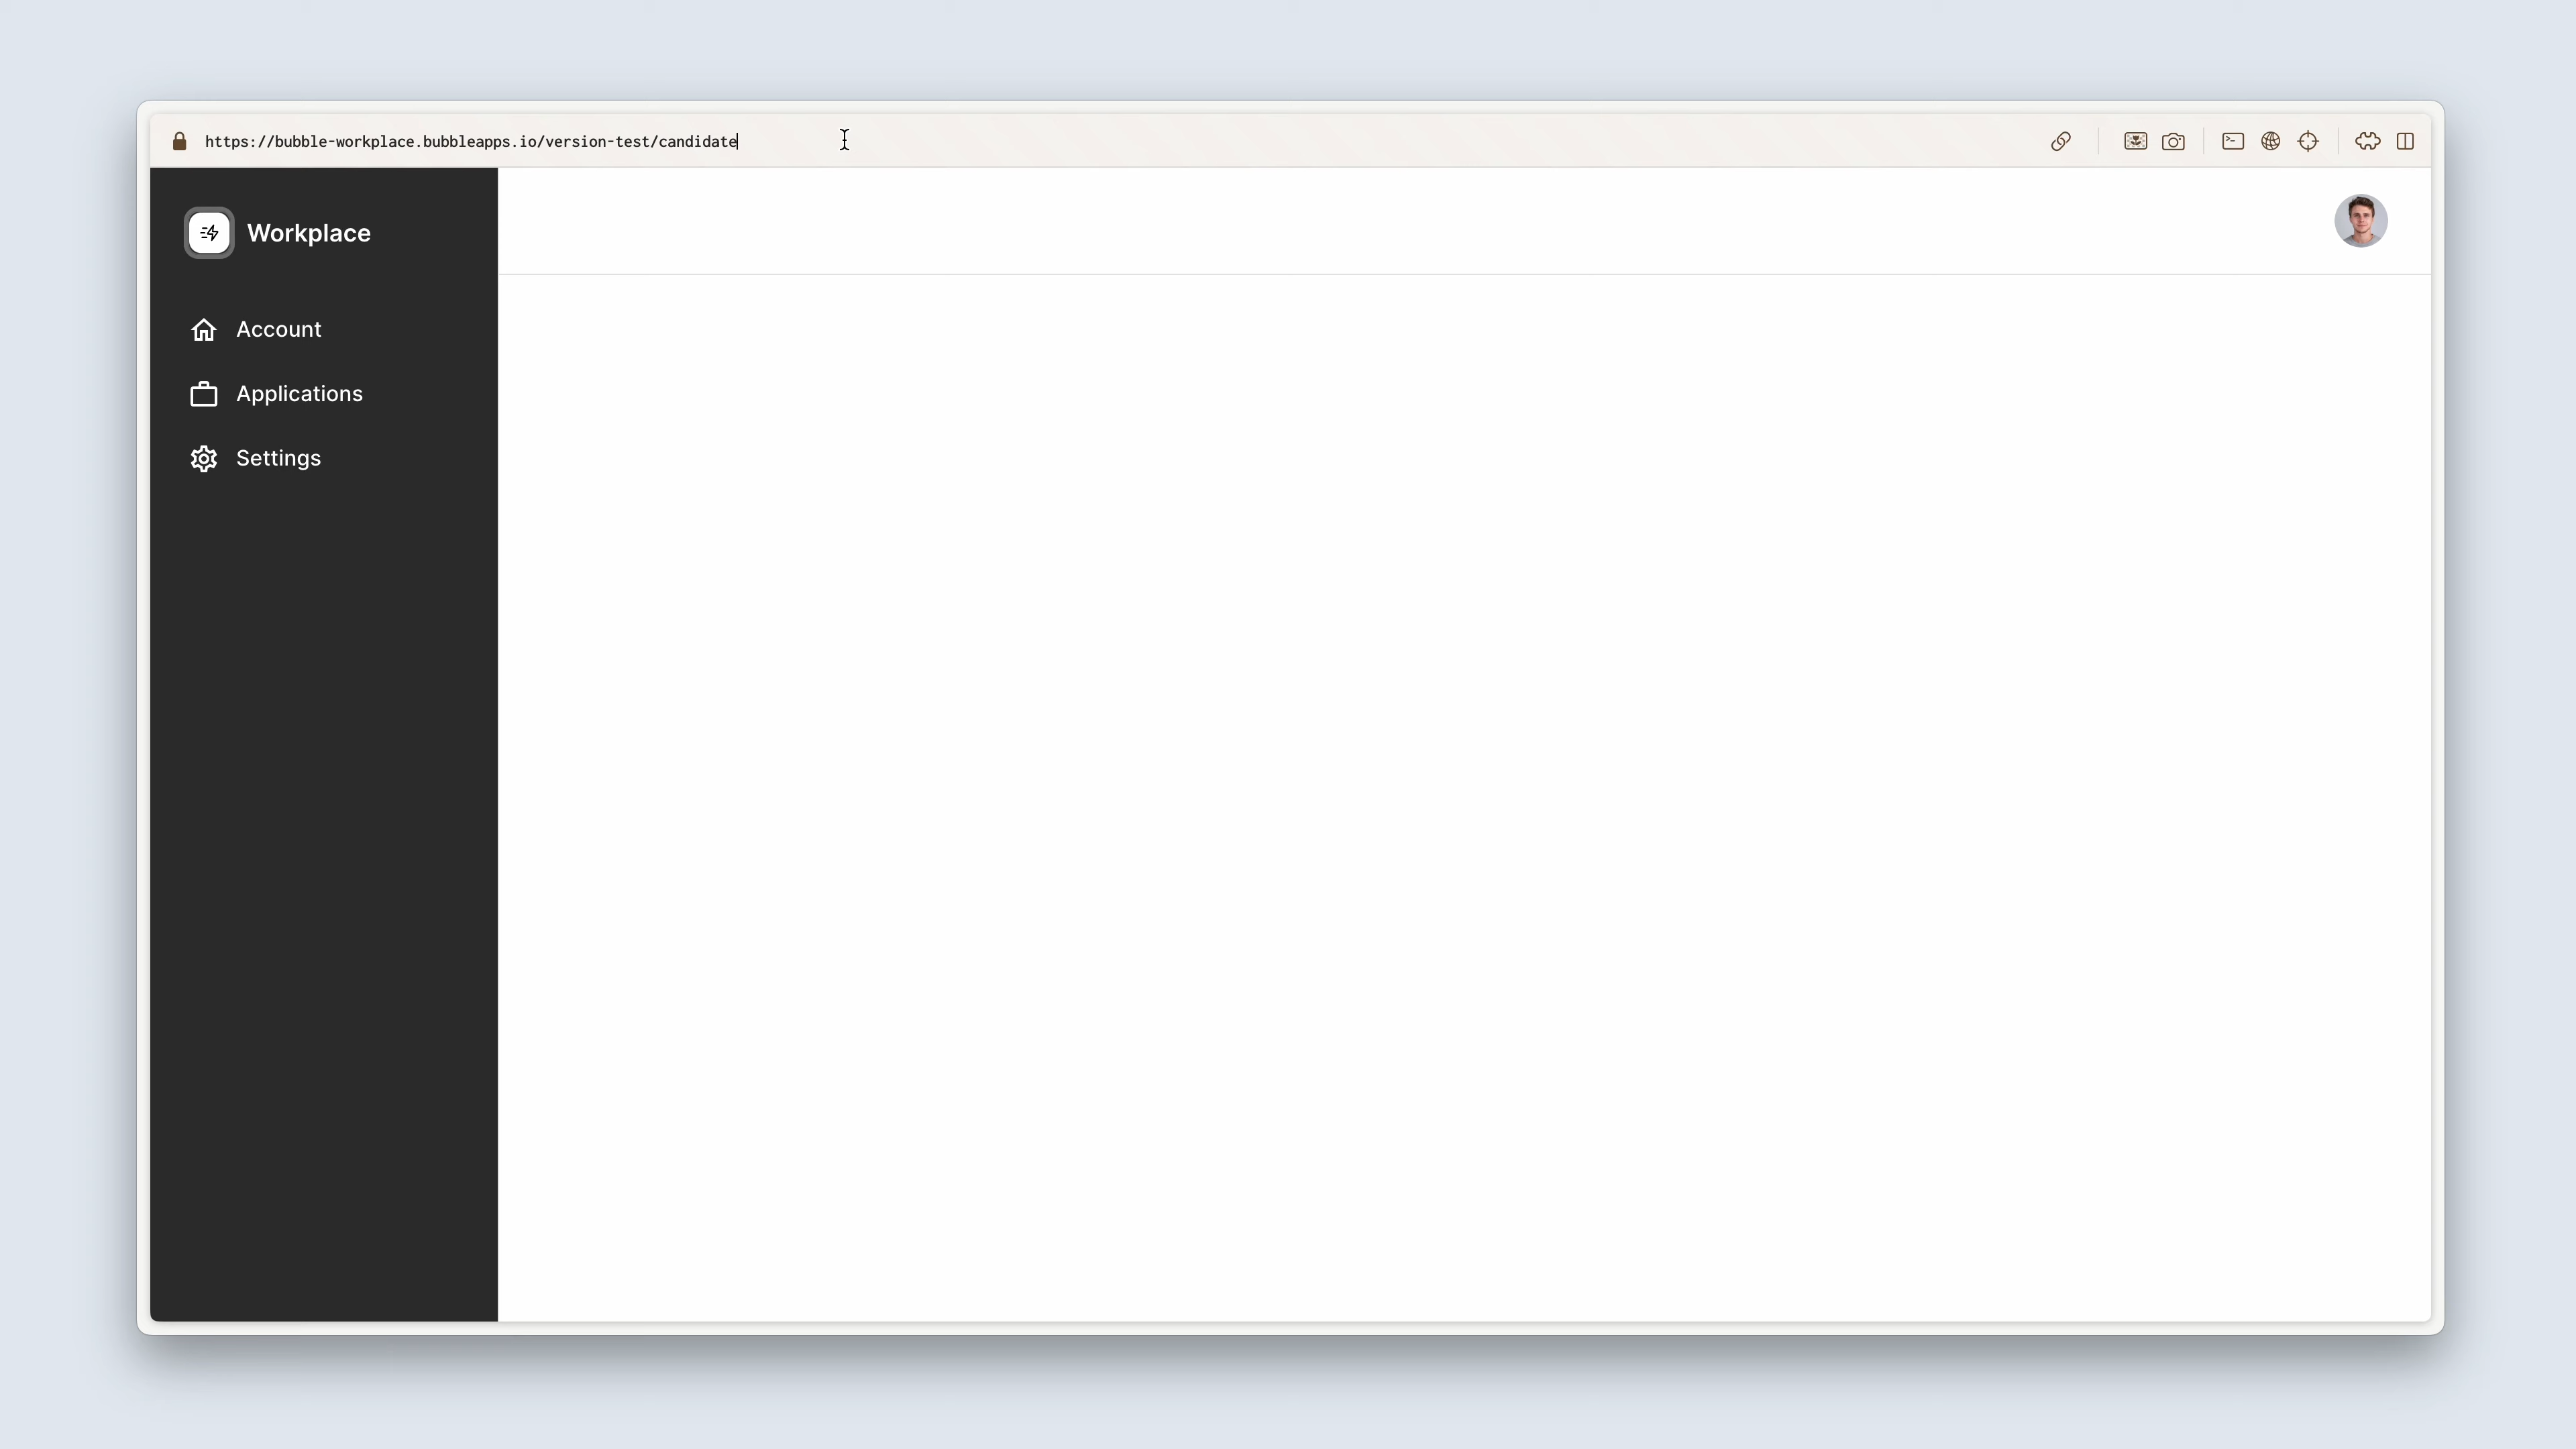 https://bubble-workplace.bubbleapps.io/version-test/candidate
Workplace
Account
Applications
Settings